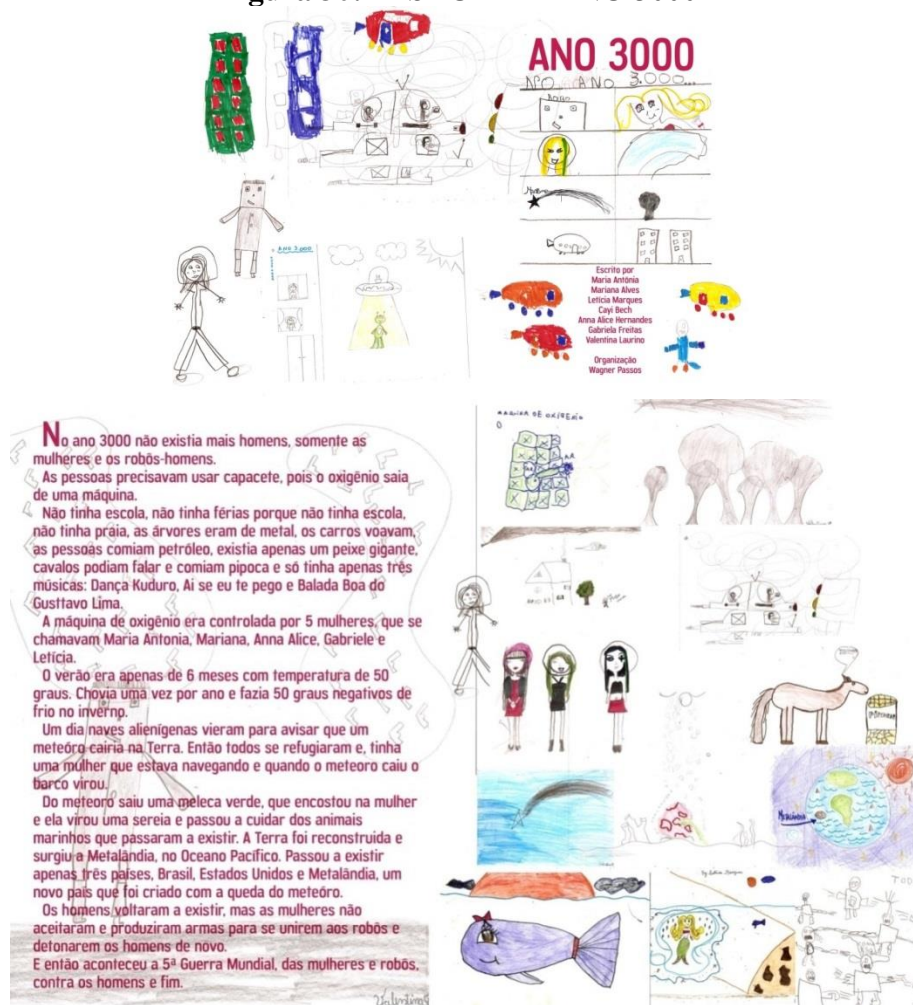 ANO 3000
NO ANO 3.000...
ANO 3.000
Escrito por
Maria Antônia
Mariana Alves
Letícia Marques
Cayi Bech
Anna Alice Hernandes
Gabriela Freitas
Valentina Laurino
Organização
Wagner Passos
No ano 3000 não existia mais homens, somente as
mulheres e os robôs-homens.
As pessoas precisavam usar capacete, pois o oxigênio saia
de uma máquina.
Não tinha escola, não tinha férias porque não tinha escola,
não tinha praia, as árvores eram de metal, os carros voavam,
as pessoas comiam petróleo, existia apenas um peixe gigante,
cavalos podiam falar e comiam pipoca e só tinha apenas três
músicas: Dança Kuduro, Ai se eu te pego e Balada Boa do
Gusttavo Lima.
A máquina de oxigênio era controlada por 5 mulheres, que se
chamavam Maria Antonia, Mariana, Anna Alice, Gabriele e
Letícia.
O verão era apenas de 6 meses com temperatura de 50
graus. Chovia uma vez por ano e fazia 50 graus negativos de
frio no inverno.
Um dia naves alienígenas vieram para avisar que um
meteóro cairia na Terra. Então todos se refugiaram e, tinha
uma mulher que estava navegando e quando o meteoro caiu o
barco virou.
Do meteoro saiu uma meleca verde, que encostou na mulher
e ela virou uma sereia e passou a cuidar dos animais
marinhos que passaram a existir. A Terra foi reconstruida e
surgiu a Metalândia, no Oceano Pacífico. Passou a existir
apenas três países, Brasil, Estados Unidos e Metalândia, um
novo país que foi criado com a queda do meteóro.
Os homens voltaram a existir, mas as mulheres não
aceitaram e produziram armas para se unirem aos robôs e
detonarem os homens de novo.
E então aconteceu a 5ª Guerra Mundial, das mulheres e robôs,
contra os homens e fim.
Valentina
MAQUINA DE OXIGENIO
AR